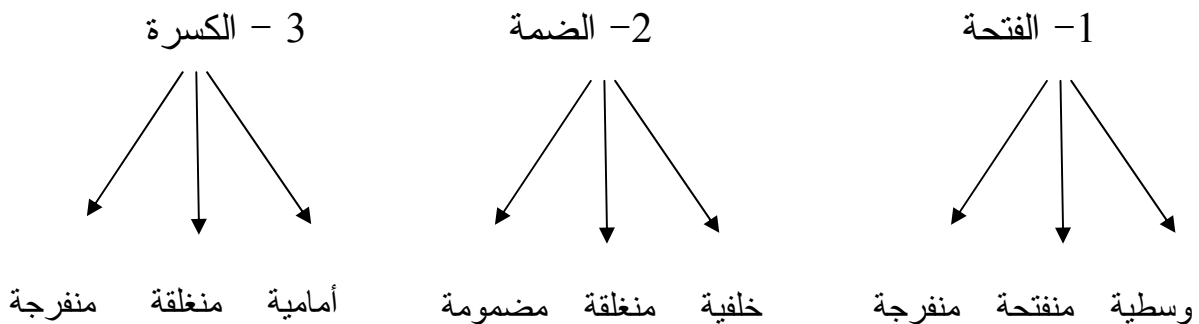 1- الفتحة 2- الضمة 3 - الكسرة
وسطية منفتحة منفرجة خلفية منغلقة مضمومة أمامية منغلقة منفرجة